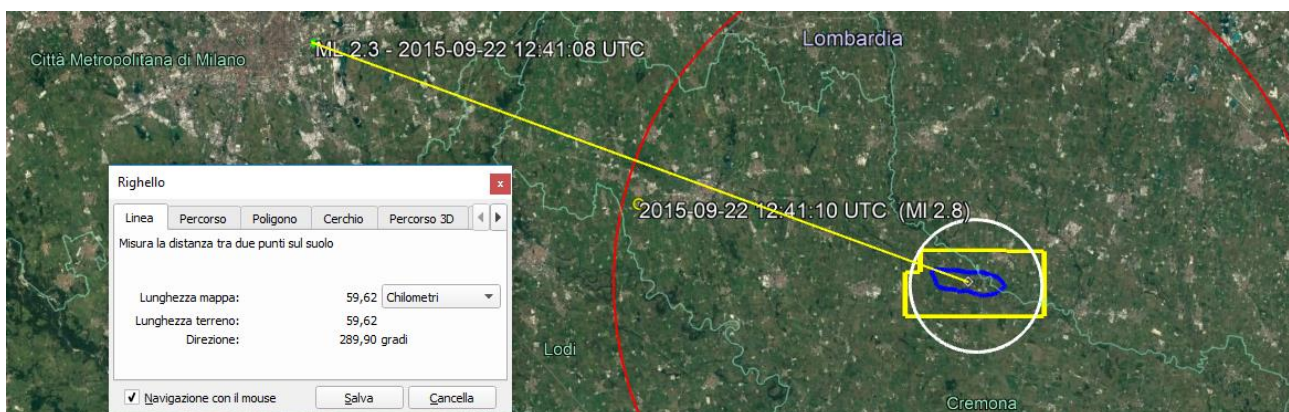 Lombardia
ML 2.3 - 2015-09-22 12:41:08 UTC
Città Metropolitana di Milano
Righello
x
Linea Percorso Poligono Cerchio Percorso 3D
Misura la distanza tra due punti sul suolo
2015-09-22 12:41:10 UTC (Ml 2.8)
Lunghezza mappa: 59,62 Chilometri
Lunghezza terreno: 59,62
Direzione: 289,90 gradi
Lodi
Navigazione con il mouse Salva Cancella
Cremona